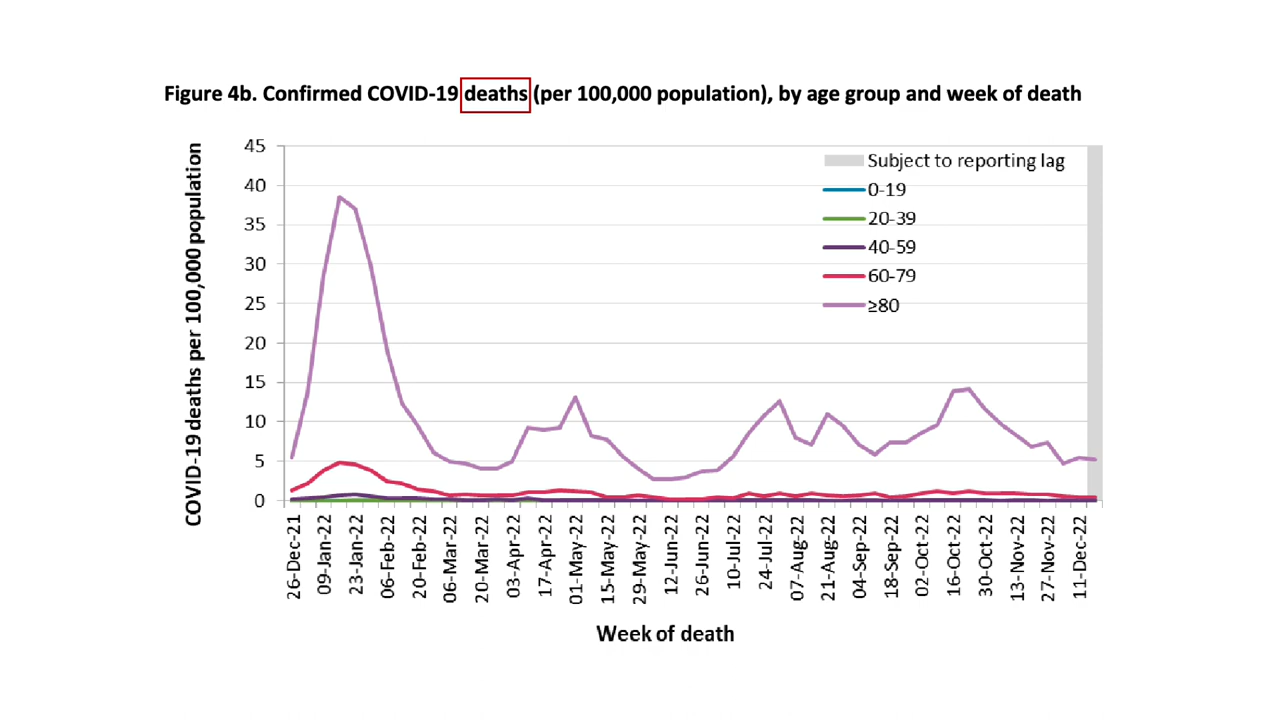 Figure 4b. Confirmed COVID-19 deaths (per 100,000 population), by age group and week of death
COVID-19 deaths per 100,000 population
45
40
35
30
25
20
15
10
5
0
Subject to reporting lag
0-19
20-39
40-59
60-79
≥80
26-Dec-21
09-Jan-22
23-Jan-22
06-Feb-22
20-Feb-22
06-Mar-22
20-Mar-22
03-Apr-22
17-Apr-22
01-May-22
15-May-22
29-May-22
12-Jun-22
26-Jun-22
10-Jul-22
24-Jul-22
07-Aug-22
21-Aug-22
04-Sep-22
18-Sep-22
02-Oct-22
16-Oct-22
30-Oct-22
13-Nov-22
27-Nov-22
11-Dec-22
Week of death